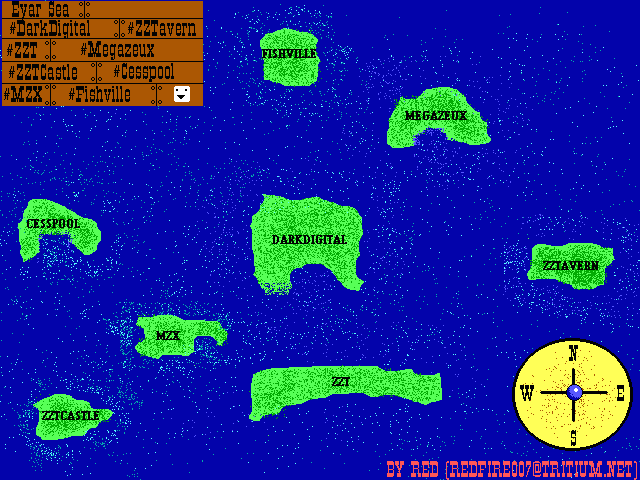 Eyar Sea
#DarkDigital #ZZTavern
#ZZT #Megazeux
#ZZTCastle #Cesspool
#MZX #Fishville
FISHVILLE
MEGAZEUX
CESSPOOL
DARKDIGITAL
ZZTAVERN
MZX
ZZT
ZZTCASTLE
N
W E
S
BY RED (REDFIRE007@TRIDIUM.NET)